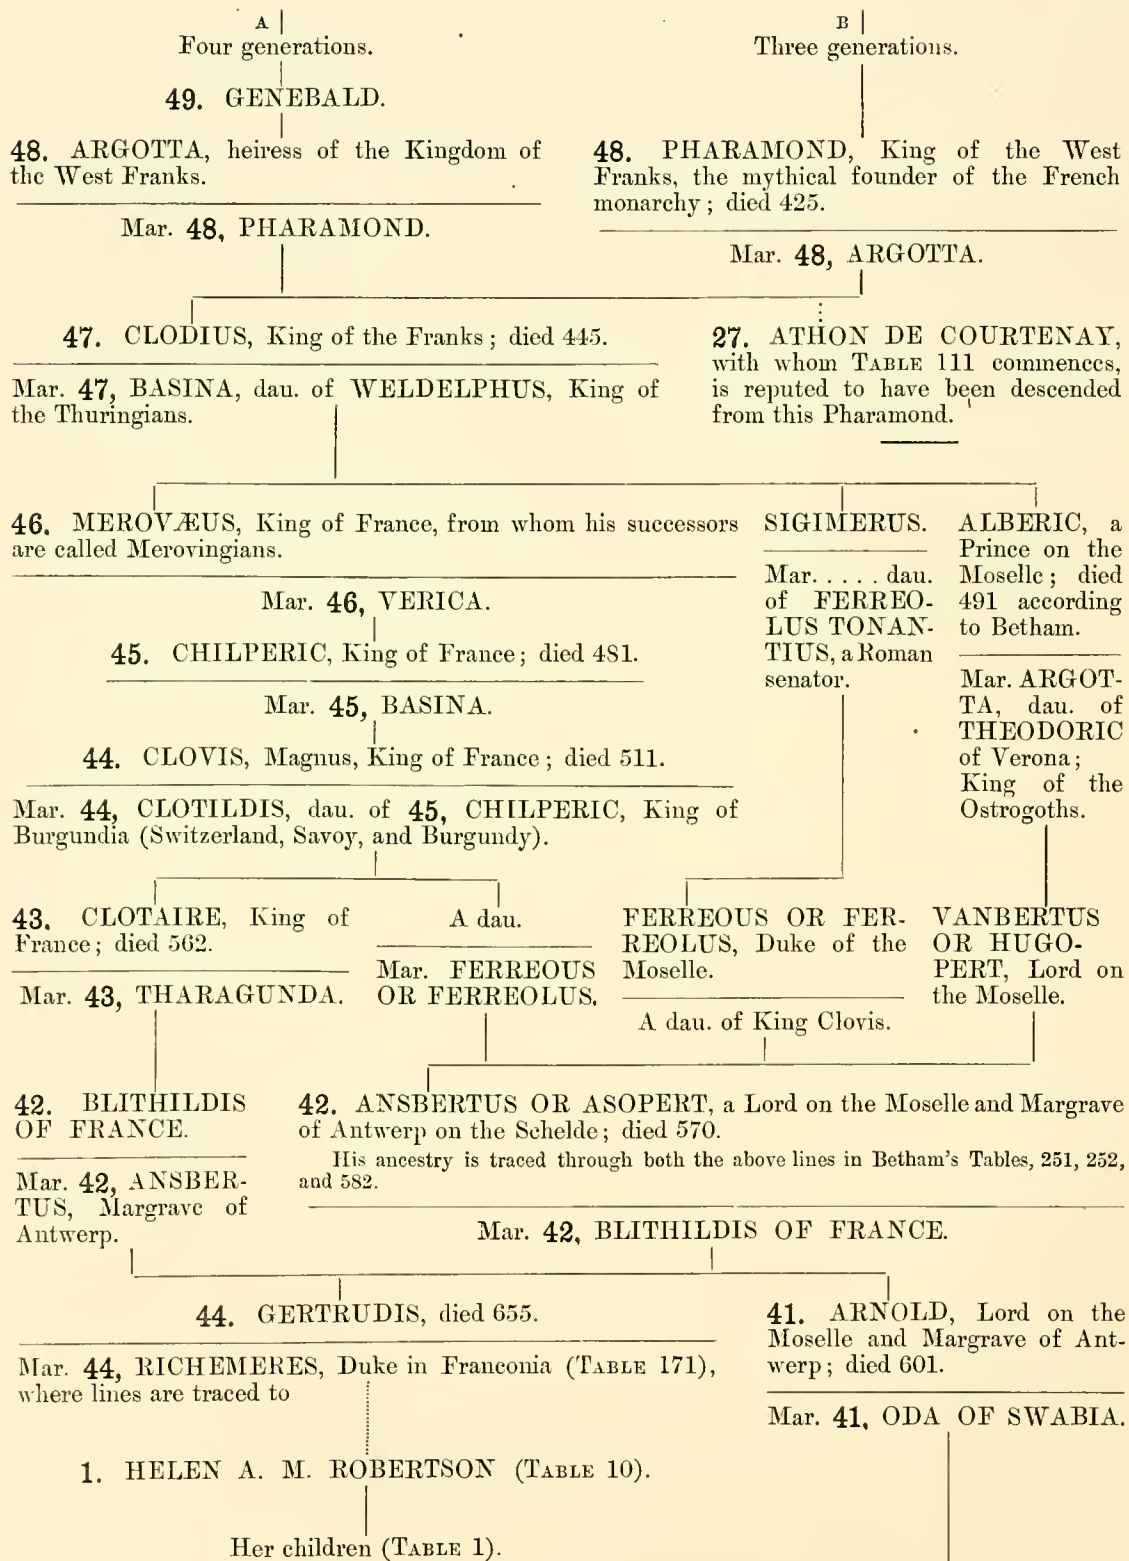 A
Four generations.
49. GENEBALD.
48. ARGOTTA, heiress of the Kingdom of
the West Franks.
Mar. 48, PHARAMOND.
B
Three generations.
48. PHARAMOND, King of the West
Franks, the mythical founder of the French
monarchy; died 425.
Mar. 48, ARGOTTA.
47. CLODIUS, King of the Franks; died 445.
Mar. 47, BASINA, dau. of WELDELPHUS, King of
the Thuringians.
27. ATHON DE COURTENAY,
with whom TABLE 111 commences,
is reputed to have been descended
from this Pharamond.
46. MEROVÆUS, King of France, from whom his successors
are called Merovingians.
Mar. 46, VERICA.
45. CHILPERIC, King of France; died 481.
Mar. 45, BASINA.
44. CLOVIS, Magnus, King of France; died 511.
Mar. 44, CLOTILDIS, dau. of 45, CHILPERIC, King of
Burgundia (Switzerland, Savoy, and Burgundy).
SIGIMERUS.
Mar. . . . . dau.
of FERREO-
LUS TONAN-
TIUS, a Roman
senator.
ALBERIC, a
Prince on the
Moselle; died
491 according
to Betham.
Mar. ARGOT-
TA, dau. of
THEODORIC
of Verona;
King of the
Ostrogoths.
43. CLOTAIRE, King of
France; died 562.
Mar. 43, THARAGUNDA.
A dau.
Mar. FERREOUS
OR FERREOLUS.
FERREOUS OR FER-
REOLUS, Duke of the
Moselle.
A dau. of King Clovis.
VANBERTUS
OR HUGO-
PERT, Lord on
the Moselle.
42. BLITHILDIS
OF FRANCE.
Mar. 42, ANSBER-
TUS, Margrave of
Antwerp.
42. ANSBERTUS OR ASOPERT, a Lord on the Moselle and Margrave
of Antwerp on the Schelde; died 570.
His ancestry is traced through both the above lines in Betham's Tables, 251, 252,
and 582.
Mar. 42, BLITHILDIS OF FRANCE.
44. GERTRUDIS, died 655.
Mar. 44, RICHEMERES, Duke in Franconia (TABLE 171),
where lines are traced to
1. HELEN A. M. ROBERTSON (TABLE 10).
Her children (TABLE 1).
41. ARNOLD, Lord on the
Moselle and Margrave of Ant-
werp; died 601.
Mar. 41, ODA OF SWABIA.